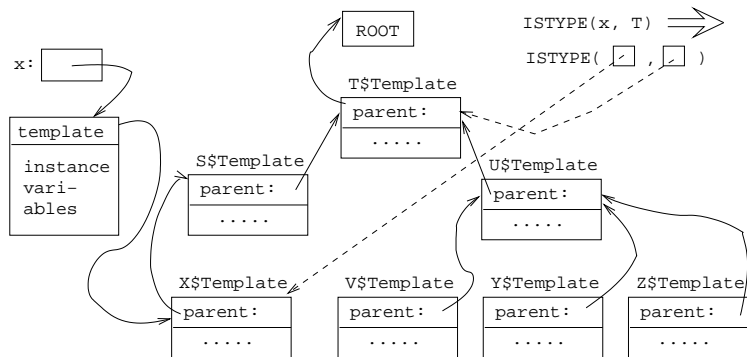 ROOT
ISTYPE(x, T)
x:
ISTYPE( , )
T$Template
template
parent:
.....
S$Template
U$Template
instance
vari-
ables
parent:
parent:
.....
.....
X$Template
V$Template
Y$Template
Z$Template
parent:
parent:
parent:
parent:
.....
.....
.....
.....